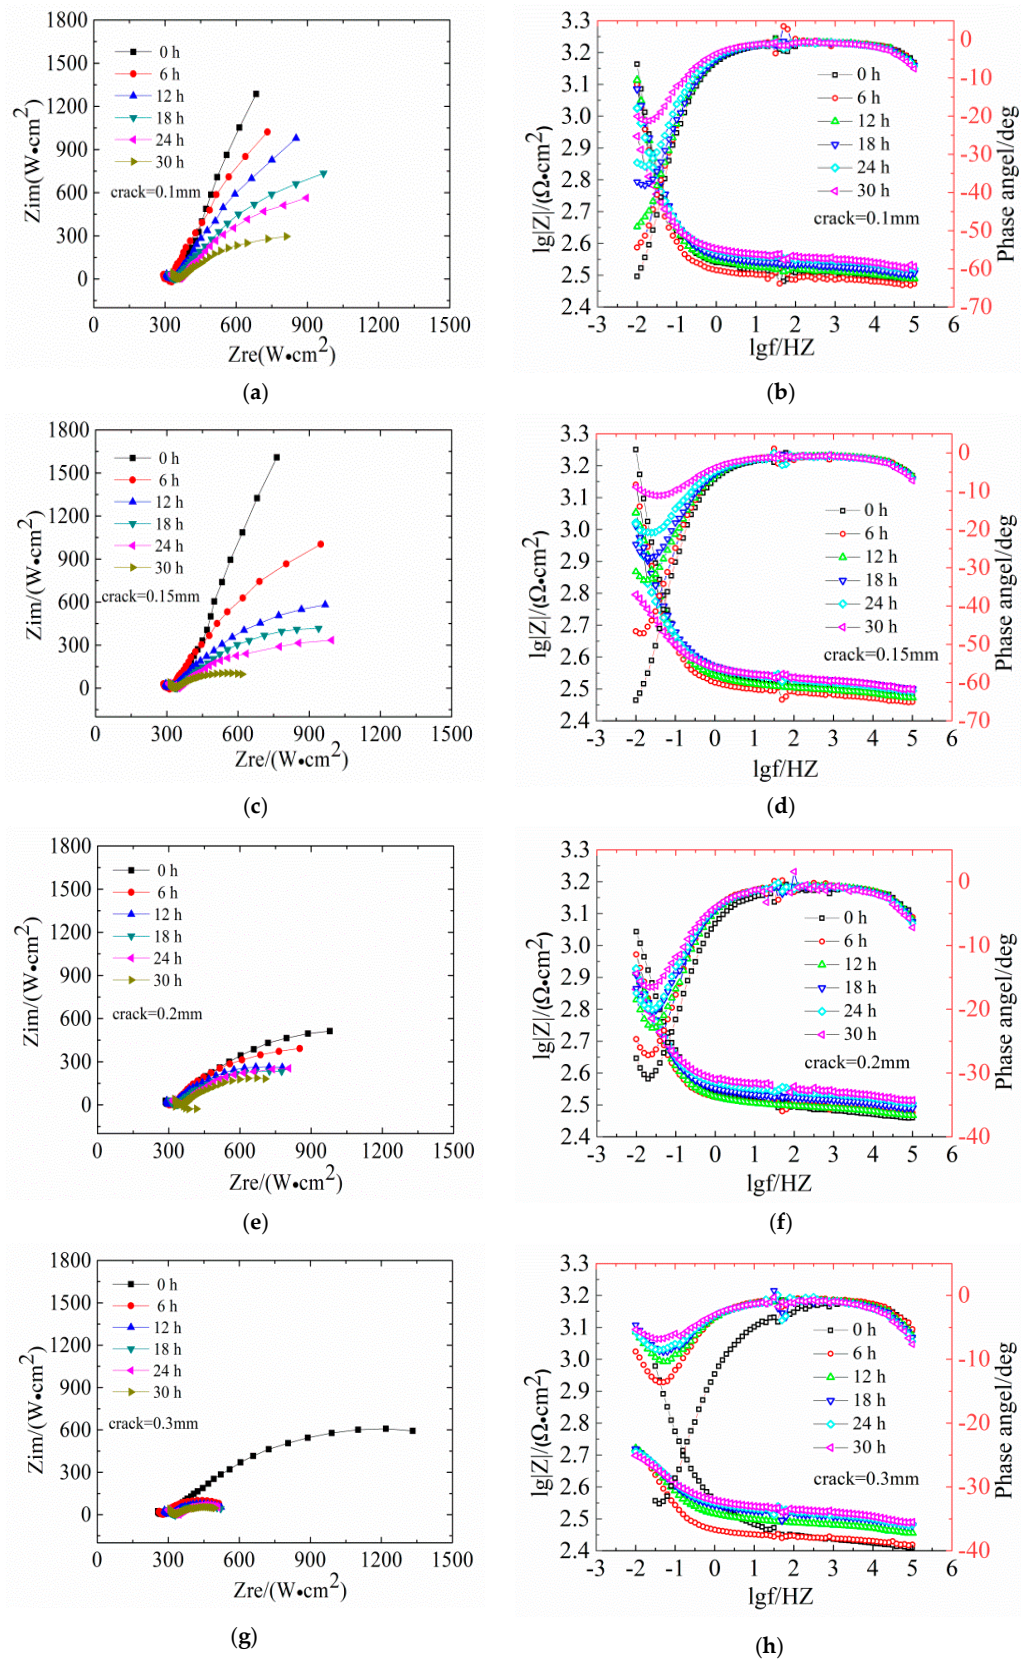 1800
1500
1200
900
600
300
0
Zim(W•cm2)
0 h
6 h
12 h
18 h
24 h
30 h
crack=0.1mm
0 300 600 900 1200 1500
Zre(W•cm2)
(a)
3.3
3.2
3.1
3.0
2.9
2.8
2.7
2.6
2.5
2.4
lg|Z|/(Ω•cm2)
0 h
6 h
12 h
18 h
24 h
30 h
crack=0.1mm
0
-10
-20
-30
-40
-50
-60
-70
Phase angel/deg
-3 -2 -1 0 1 2 3 4 5 6
lgf/HZ
(b)
1800
1500
1200
900
600
300
0
Zim/(W•cm2)
0 h
6 h
12 h
18 h
24 h
30 h
crack=0.15mm
0 300 600 900 1200 1500
Zre/(W•cm2)
(c)
3.3
3.2
3.1
3.0
2.9
2.8
2.7
2.6
2.5
2.4
lg|Z|/(Ω•cm2)
0 h
6 h
12 h
18 h
24 h
30 h
crack=0.15mm
0
-10
-20
-30
-40
-50
-60
-70
Phase angel/deg
-3 -2 -1 0 1 2 3 4 5 6
lgf/HZ
(d)
1800
1500
1200
900
600
300
0
Zim/(W•cm2)
0 h
6 h
12 h
18 h
24 h
30 h
crack=0.2mm
0 300 600 900 1200 1500
Zre/(W•cm2)
(e)
3.3
3.2
3.1
3.0
2.9
2.8
2.7
2.6
2.5
2.4
lg|Z|/(Ω•cm2)
0 h
6 h
12 h
18 h
24 h
30 h
crack=0.2mm
0
-10
-20
-30
-40
Phase angel/deg
-3 -2 -1 0 1 2 3 4 5 6
lgf/HZ
(f)
1800
1500
1200
900
600
300
0
Zim/(W•cm2)
0 h
6 h
12 h
18 h
24 h
30 h
crack=0.3mm
0 300 600 900 1200 1500
Zre/(W•cm2)
(g)
3.3
3.2
3.1
3.0
2.9
2.8
2.7
2.6
2.5
2.4
lg|Z|/(Ω•cm2)
0 h
6 h
12 h
18 h
24 h
30 h
crack=0.3mm
0
-10
-20
-30
-40
Phase angel/deg
-3 -2 -1 0 1 2 3 4 5 6
lgf/HZ
(h)